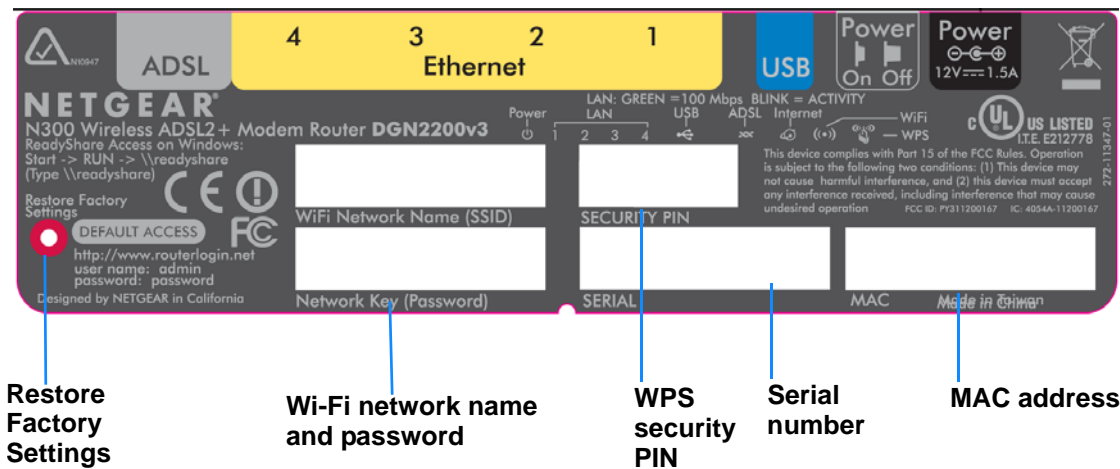 N10947
ADSL
4 3 2 1
Ethernet
USB
Power
On Off
Power
12V 1.5A
NETGEAR®
N300 Wireless ADSL2+ Modem Router DGN2200v3
ReadyShare Access on Windows:
Start -> RUN -> \\readyshare
(Type \\readyshare)
Restore Factory
Settings
CE
FC
DEFAULT ACCESS
http://www.routerlogin.net
user name: admin
password: password
Designed by NETGEAR in California
LAN: GREEN =100 Mbps BLINK = ACTIVITY
Power LAN USB ADSL Internet
1 2 3 4
WiFi
WPS
C UL US LISTED
I.T.E. E212778
272-11347-01
This device complies with Part 15 of the FCC Rules. Operation
is subject to the following two conditions: (1) This device may
not cause harmful interference, and (2) this device must accept
any interference received, including interference that may cause
undesired operation FCC ID: PY311200167 IC: 4054A-11200167
WiFi Network Name (SSID)
SECURITY PIN
Network Key (Password)
SERIAL
MAC
Made in Taiwan
Made in China
Restore
Factory
Settings
Wi-Fi network name
and password
WPS
security
PIN
Serial
number
MAC address